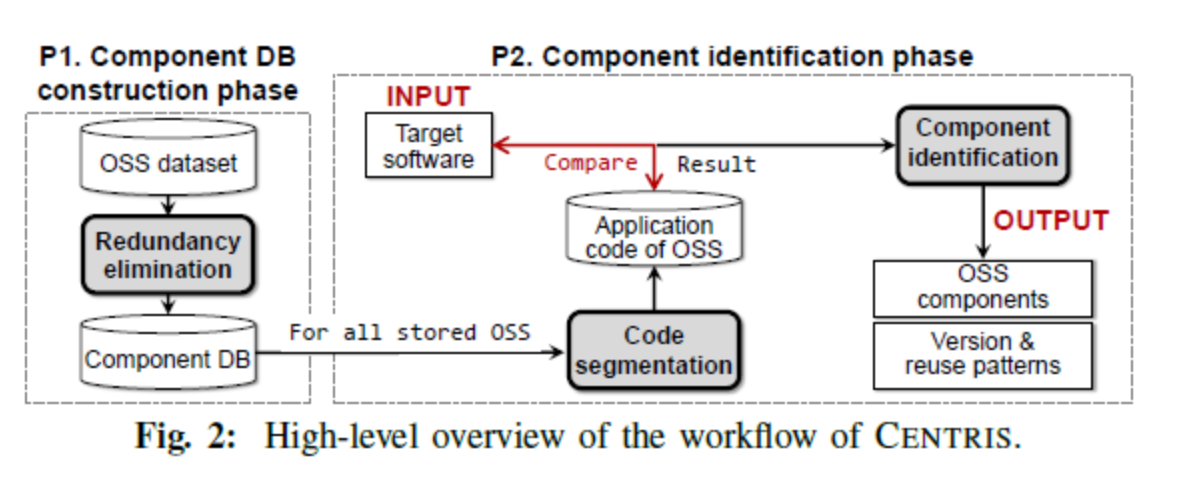 P1. Component DB
construction phase
OSS dataset
Redundancy
elimination
Component DB
For all stored OSS
P2. Component identification phase
INPUT
Target
software
Compare
Result
Application
code of OSS
Code
segmentation
Component
identification
OUTPUT
OSS
components
Version &
reuse patterns
Fig. 2: High-level overview of the workflow of CENTRIS.